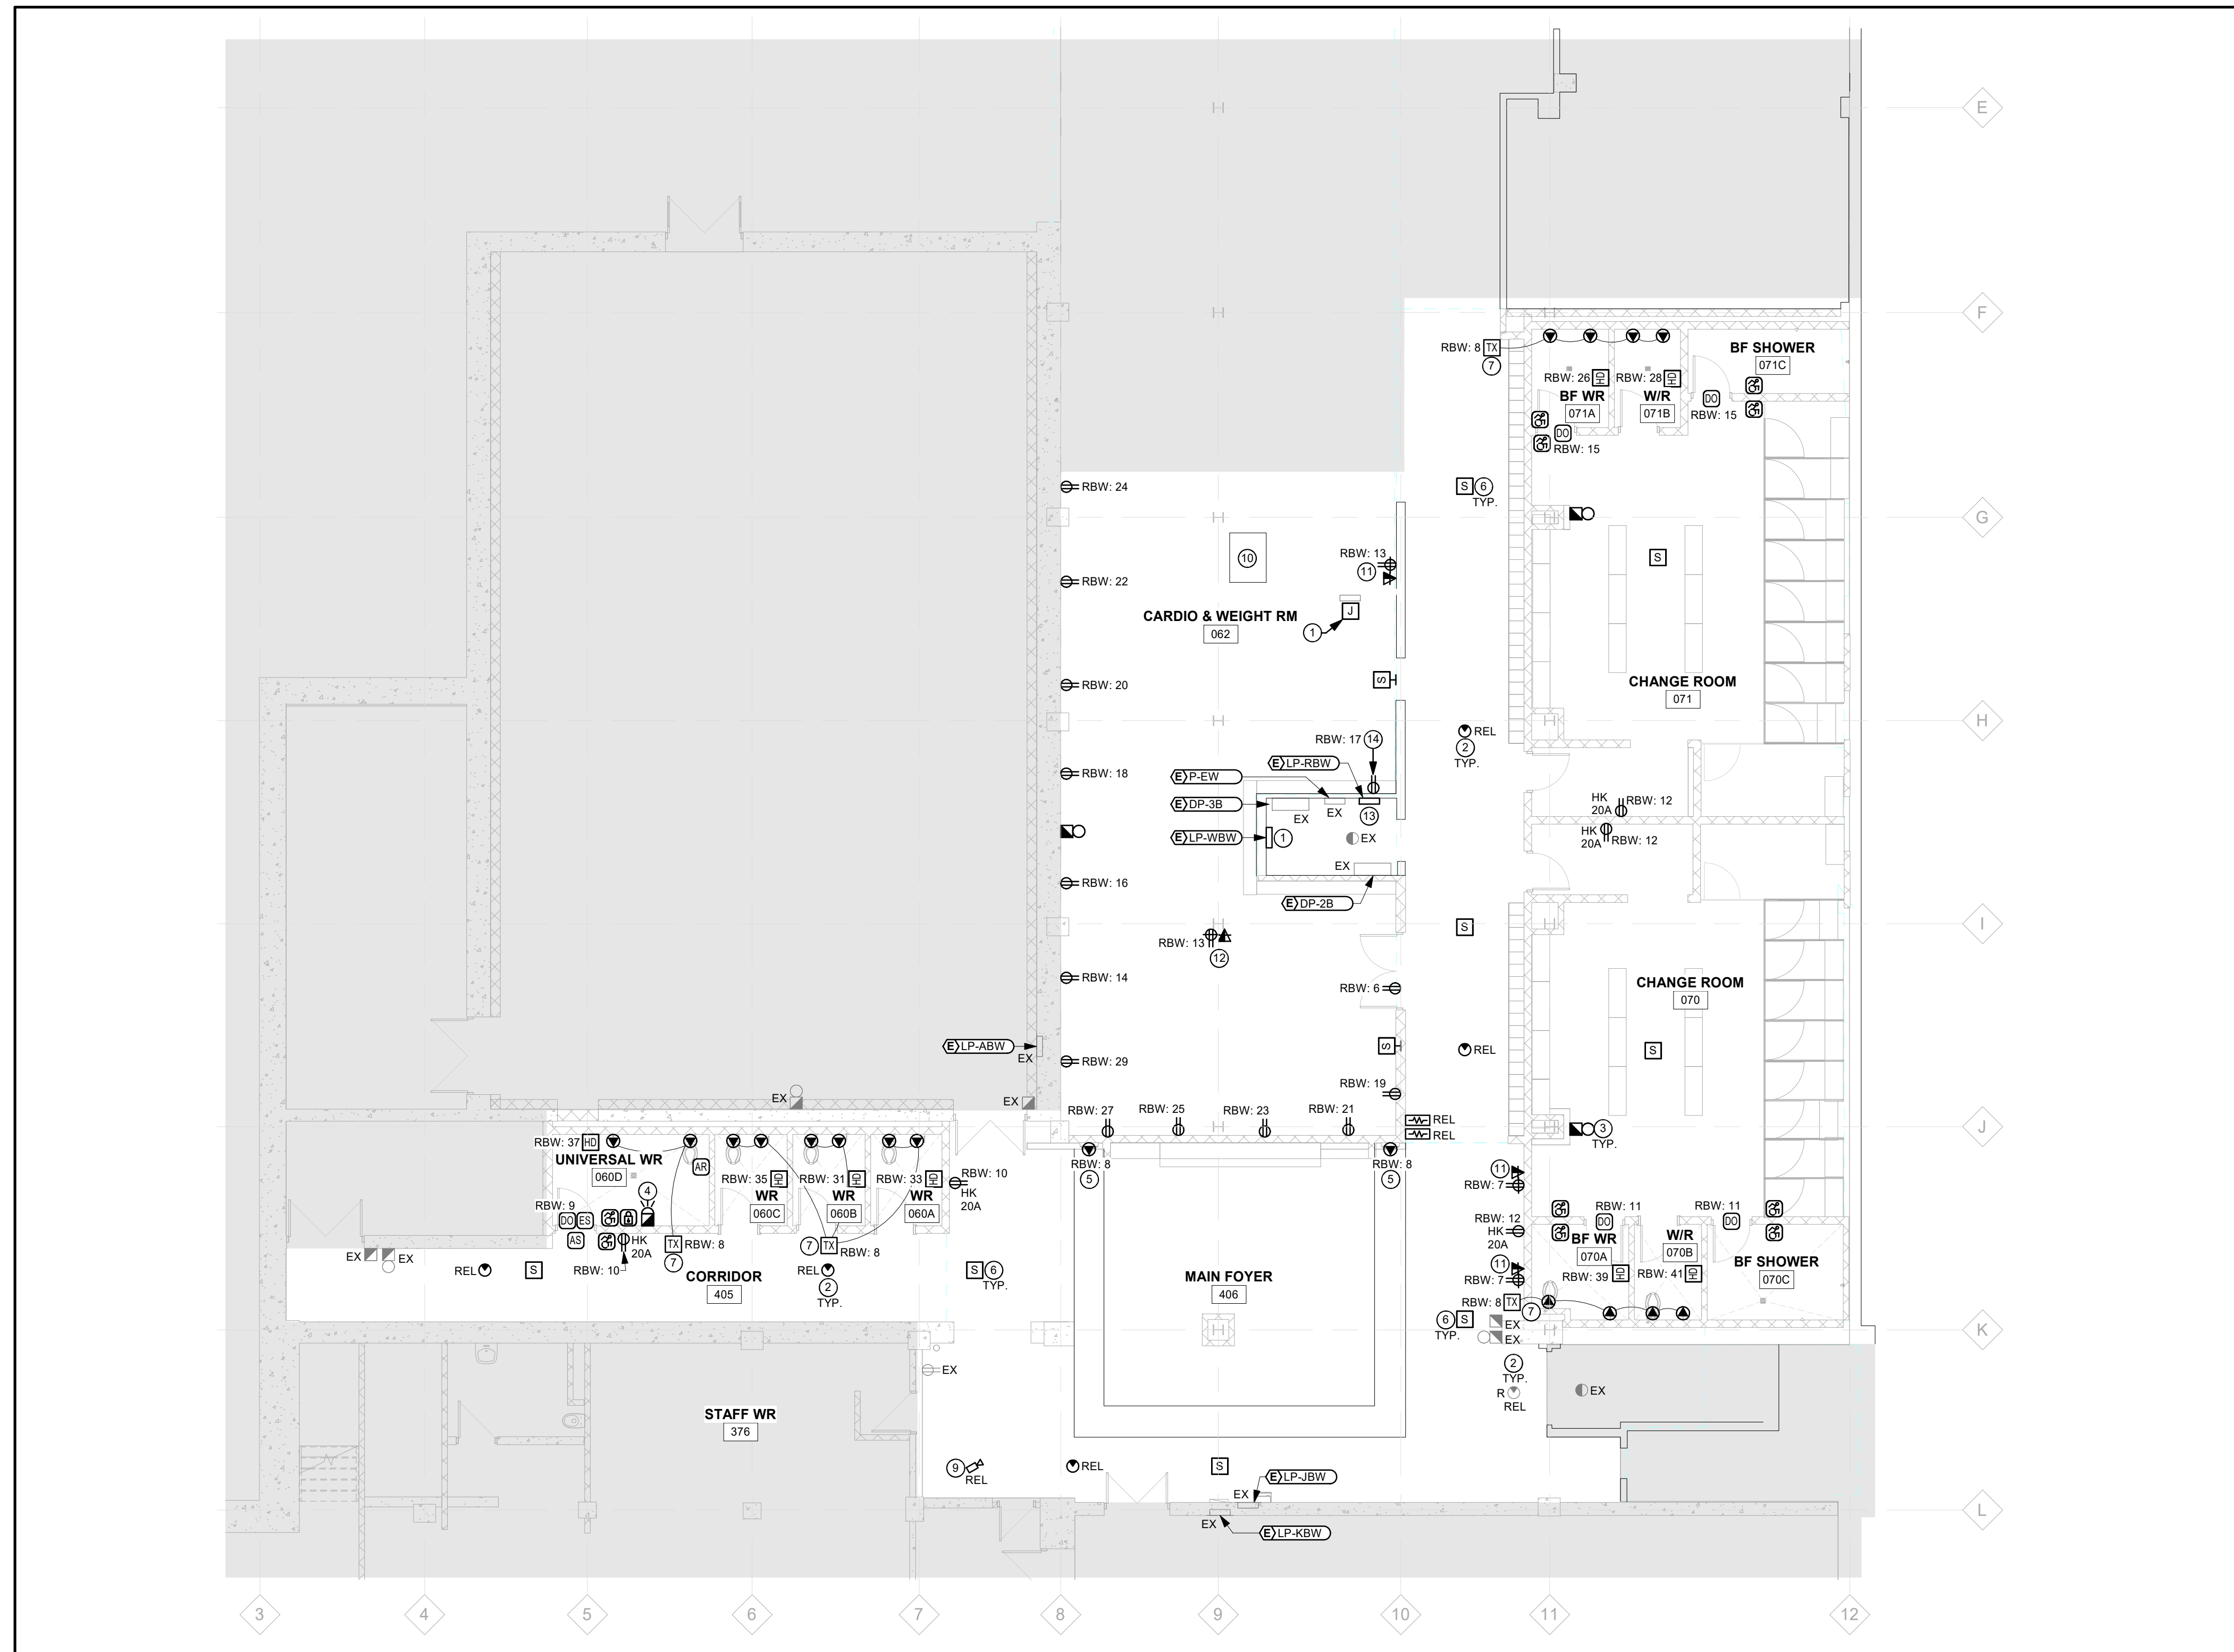 E
F
RBW: 8 TX
7
BF SHOWER
071C
RBW: 26 HD
RBW: 28 HD
BF WR
071A
W/R
071B
DO
RBW: 15
DO
RBW: 15
RBW: 24
S 6
TYP.
G
10
RBW: 13
11
S
RBW: 22
CARDIO & WEIGHT RM
062
J
1
RBW: 20
S
CHANGE ROOM
071
H
REL
2
TYP.
RBW: 17 14
E LP-RBW
RBW: 18
E P-EW
E DP-3B
EX
EX
13
HK
20A
RBW: 12
E LP-WBW
1
EX
HK
20A
RBW: 12
EX
RBW: 16
E DP-2B
S
I
RBW: 13
12
RBW: 14
RBW: 6
CHANGE ROOM
070
E LP-ABW
EX
RBW: 29
S
REL
S
RBW: 19
EX
EX
RBW: 27
RBW: 25
RBW: 23
RBW: 21
REL
REL
3
TYP.
J
RBW: 37 HD
UNIVERSAL WR
060D
AR
RBW: 8
5
RBW: 8
5
RBW: 35 HD
RBW: 31 HD
RBW: 33 HD
RBW: 10
HK
20A
11
RBW: 7
4
WR
060C
WR
060B
WR
060A
RBW: 9
DO ES
AS
HK
20A
RBW: 10
TX RBW: 8
7
7 TX
RBW: 8
RBW: 12
HK
20A
RBW: 11
DO
RBW: 11
DO
BF WR
070A
W/R
070B
BF SHOWER
070C
EX
EX
REL
S
CORRIDOR
405
REL
2
TYP.
S 6
TYP.
MAIN FOYER
406
11
RBW: 7
RBW: 39 HD
RBW: 41 HD
RBW: 8 TX
7
6 S
TYP.
EX
EX
K
EX
2
TYP.
R
REL
EX
STAFF WR
376
9
REL
REL
S
E LP-JBW
EX
EX
E LP-KBW
L
3
4
5
6
7
8
9
10
11
12